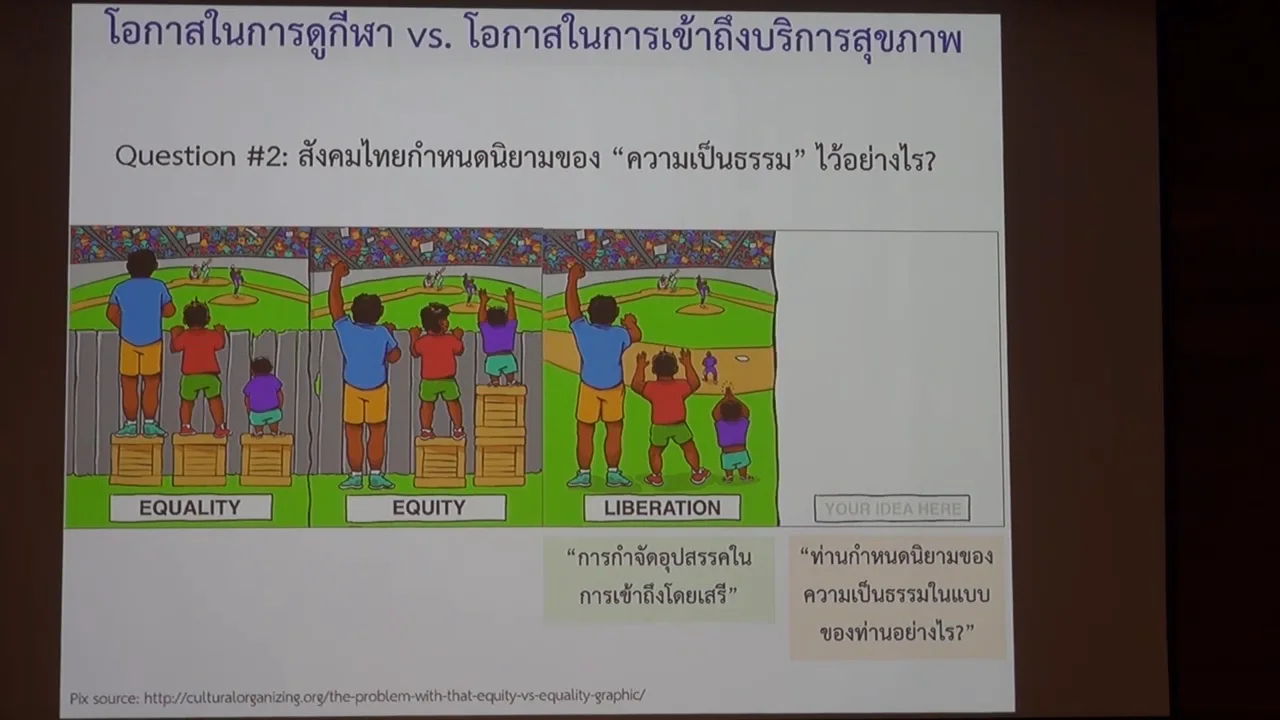 โอกาสในการดูกีฬา vs. โอกาสในการเข้าถึงบริการสุขภาพ
Question #2: สังคมไทยกำหนดนิยามของ “ความเป็นธรรม” ไว้อย่างไร?
EQUALITY
EQUITY
LIBERATION
YOUR IDEA HERE
“การกำจัดอุปสรรคใน
การเข้าถึงโดยเสรี”
“ท่านกำหนดนิยามของ
ความเป็นธรรมในแบบ
ของท่านอย่างไร?”
Pix source: http://culturalorganizing.org/the-problem-with-that-equity-vs-equality-graphic/